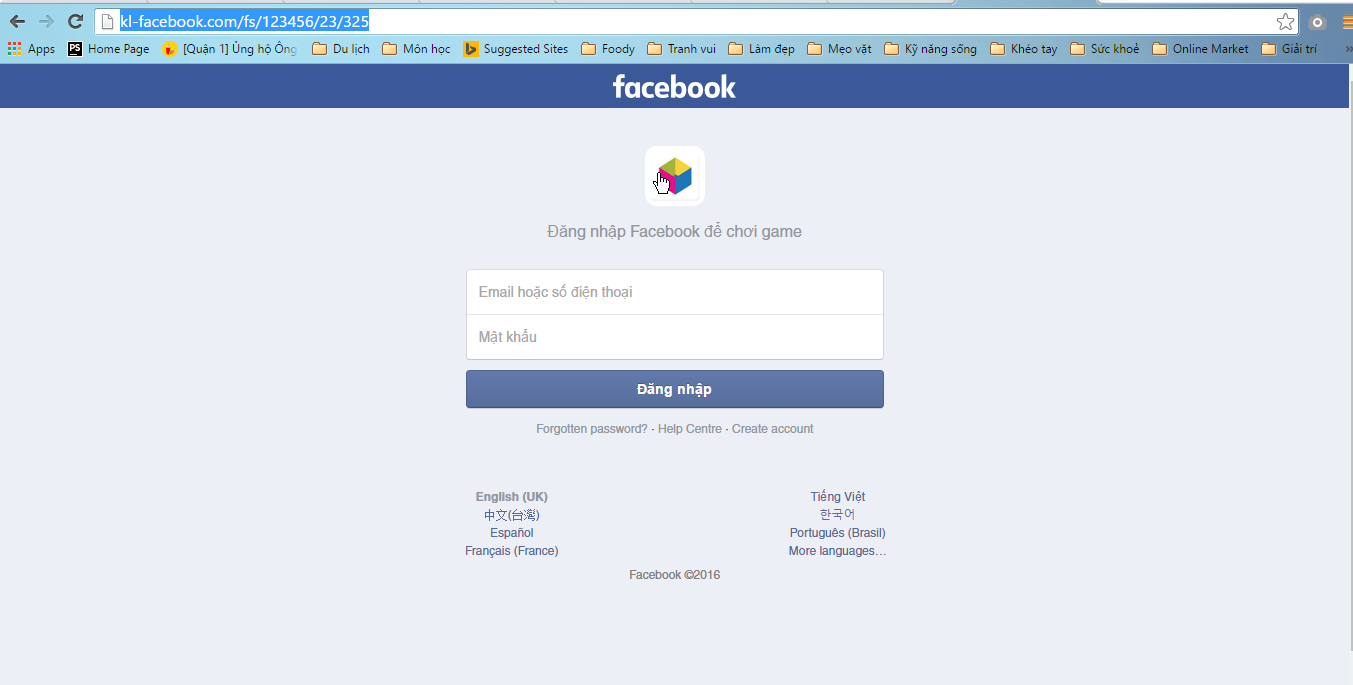 kl-facebook.com/fs/123456/23/325
Apps PS Home Page [Quận 1] Ủng hộ Ông Du lịch Môn học Suggested Sites Foody Tranh vui Làm đẹp Mẹo vặt Kỹ năng sống Khéo tay Sức khoẻ Online Market Giải trí »
facebook
Đăng nhập Facebook để chơi game
Email hoặc số điện thoại
Mật khẩu
Đăng nhập
Forgotten password? · Help Centre · Create account
English (UK) Tiếng Việt
中文(台灣) 한국어
Español Português (Brasil)
Français (France) More languages…
Facebook ©2016